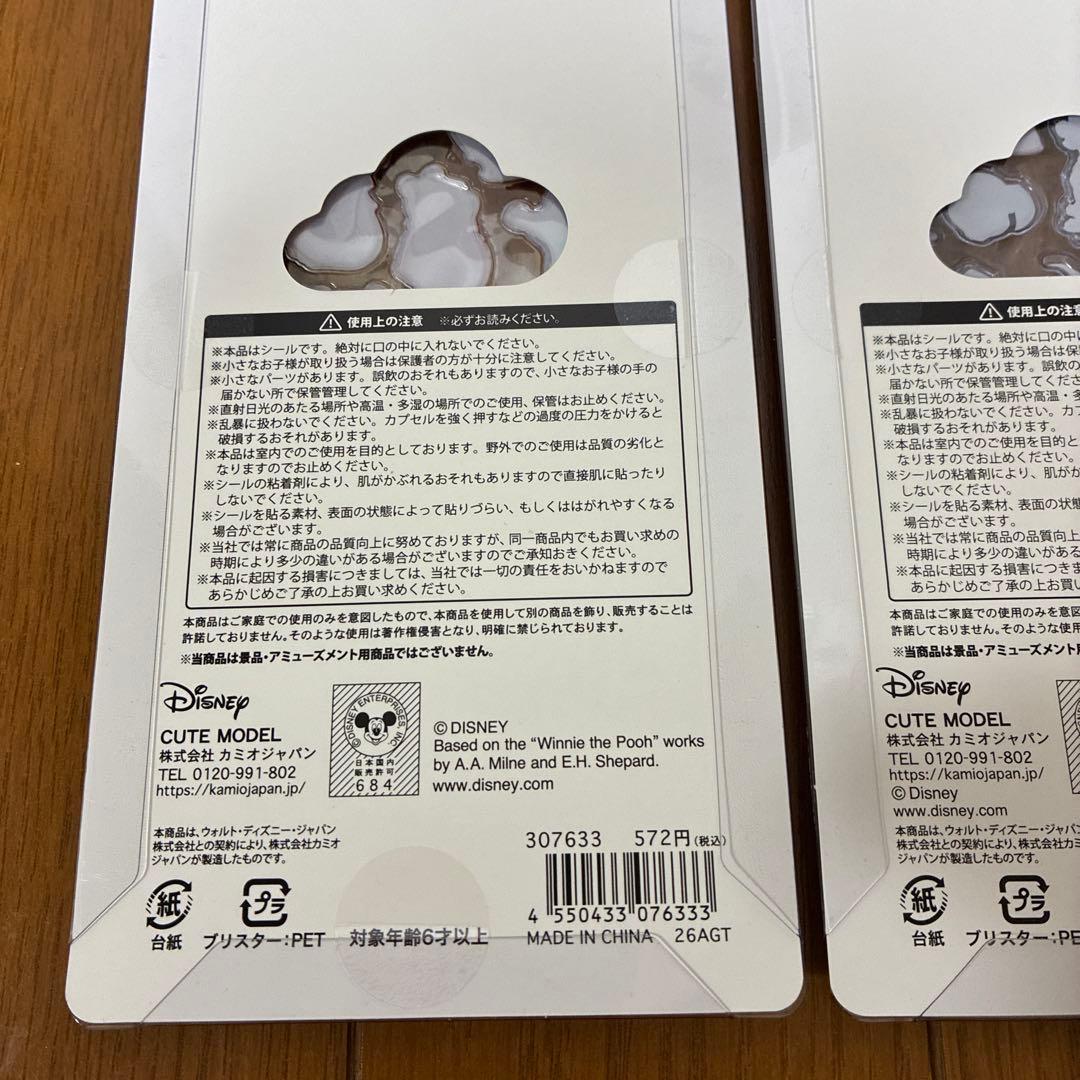 使用上の注意 ※必ずお読みください。
※本品はシールです。絶対に口の中に入れないでください。
※小さなお子様が取り扱う場合は保護者の方が十分に注意してください。
※小さなパーツがあります。誤飲のおそれもありますので、小さなお子様の手の
届かない所で保管管理してください。
※直射日光のあたる場所や高温・多湿の場所でのご使用、保管はお止めください。
※乱暴に扱わないでください。カプセルを強く押すなどの過度の圧力をかけると
破損するおそれがあります。
※本品は室内でのご使用を目的としております。野外でのご使用は品質の劣化と
なりますのでお止めください。
※シールの粘着剤により、肌がかぶれるおそれもありますので直接肌に貼ったり
しないでください。
※シールを貼る素材、表面の状態によって貼りづらい、もしくははがれやすくなる
場合がございます。
※当社では常に商品の品質向上に努めておりますが、同一商品内でもお買い求めの
時期により多少の違いがある場合がございますのでご承知おきください。
※本品に起因する損害につきましては、当社では一切の責任をおいかねますので
あらかじめご了承の上お買い求めください。
本商品はご家庭での使用のみを意図したもので、本商品を使用して別の商品を飾り、販売することは
許諾しておりません。そのような使用は著作権侵害となり、明確に禁じられております。
※当商品は景品・アミューズメント用商品ではございません。
Disney
CUTE MODEL
株式会社 カミオジャパン
TEL 0120-991-802
https://kamiojapan.jp/
©DISNEY ENTERPRISES, INC.
日本国内
販売許可
684
©DISNEY
Based on the “Winnie the Pooh” works
by A.A. Milne and E.H. Shepard.
www.disney.com
本商品は、ウォルト・ディズニー・ジャパン
株式会社との契約により、株式会社カミオ
ジャパンが製造したものです。
307633 572円(税込)
4 550433 076333
紙
台紙
プラ
ブリスター:PET
対象年齢6才以上
MADE IN CHINA 26AGT
使用上の注意
※本品はシールです。絶対に口の中に
※小さなお子様が取り扱う場合は保
※小さなパーツがあります。誤飲の
届かない所で保管管理してくださ
※直射日光のあたる場所や高温・多
※乱暴に扱わないでください。カプ
破損するおそれがあります。
※本品は室内でのご使用を目的と
なりますのでお止めください。
※シールの粘着剤により、肌がか
しないでください。
※シールを貼る素材、表面の状
場合がございます。
※当社では常に商品の品質向上
時期により多少の違いがある
※本品に起因する損害につき
あらかじめご了承の上お買
本商品はご家庭での使用のみを意図
許諾しておりません。そのような使用
※当商品は景品・アミューズメント用
Disney
CUTE MODEL
株式会社 カミオジャパン
TEL 0120-991-802
https://kamiojapan.jp/
© Disney
www.disney.com
本商品は、ウォルト・ディズニー・ジャパン
株式会社との契約により、株式会社カミ
ジャパンが製造したものです。
紙
台紙
プラ
ブリスター:PE